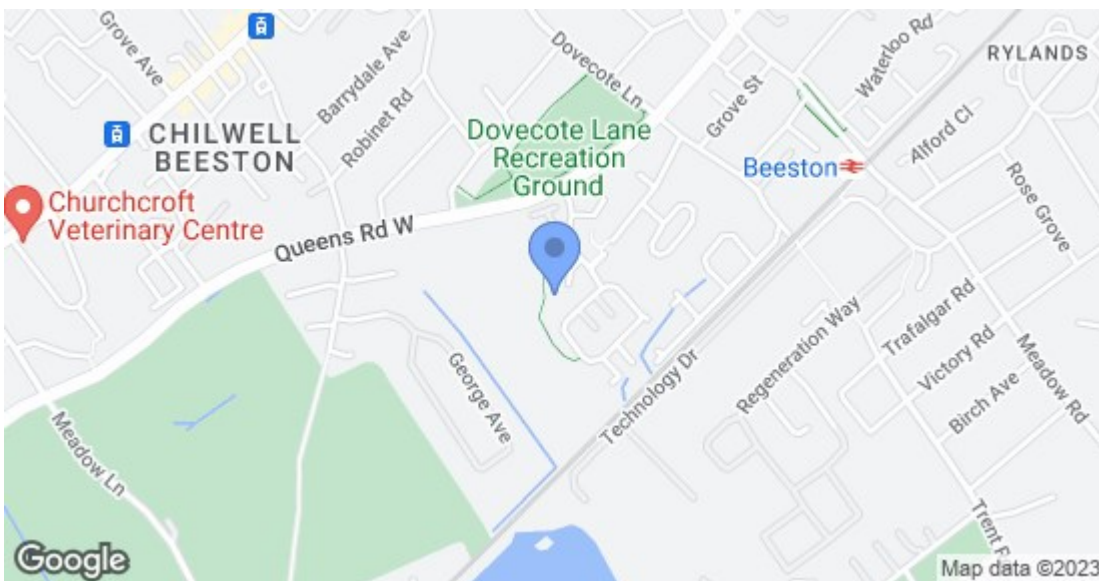 Grove Ave
Barrydale Ave
Robinet Rd
Dovecote Ln
Grove St
Waterloo Rd
RYLANDS
Alford Cl
CHILWELL
BEESTON
Dovecote Lane
Recreation
Ground
Beeston
Rose Grove
Churchcroft
Veterinary Centre
Queens Rd W
George Ave
Technology Dr
Regeneration Way
Trafalgar Rd
Victory Rd
Birch Ave
Meadow Rd
Meadow Ln
Trent R
Google
Map data ©2023